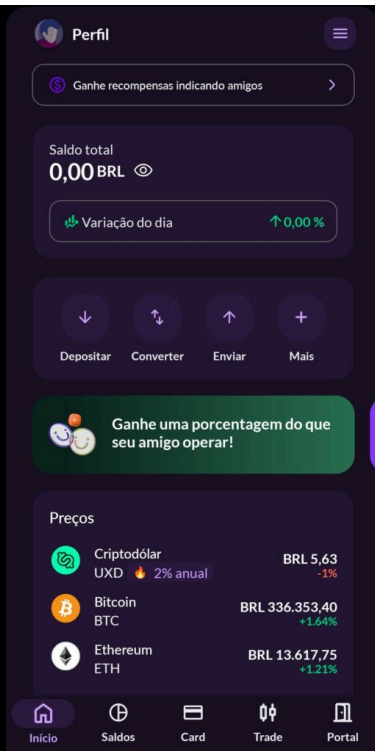 Perfil
Ganhe recompensas indicando amigos
Saldo total
0,00 BRL
Variação do dia
0,00 %
Depositar
Converter
Enviar
Mais
Ganhe uma porcentagem do que
seu amigo operar!
Preços
Criptodólar
BRL 5,63
UXD 🔥 2% anual
-1%
Bitcoin
BRL 336.353,40
BTC
+1.64%
Ethereum
BRL 13.617,75
ETH
+1.21%
Início
Saldos
Card
Trade
Portal